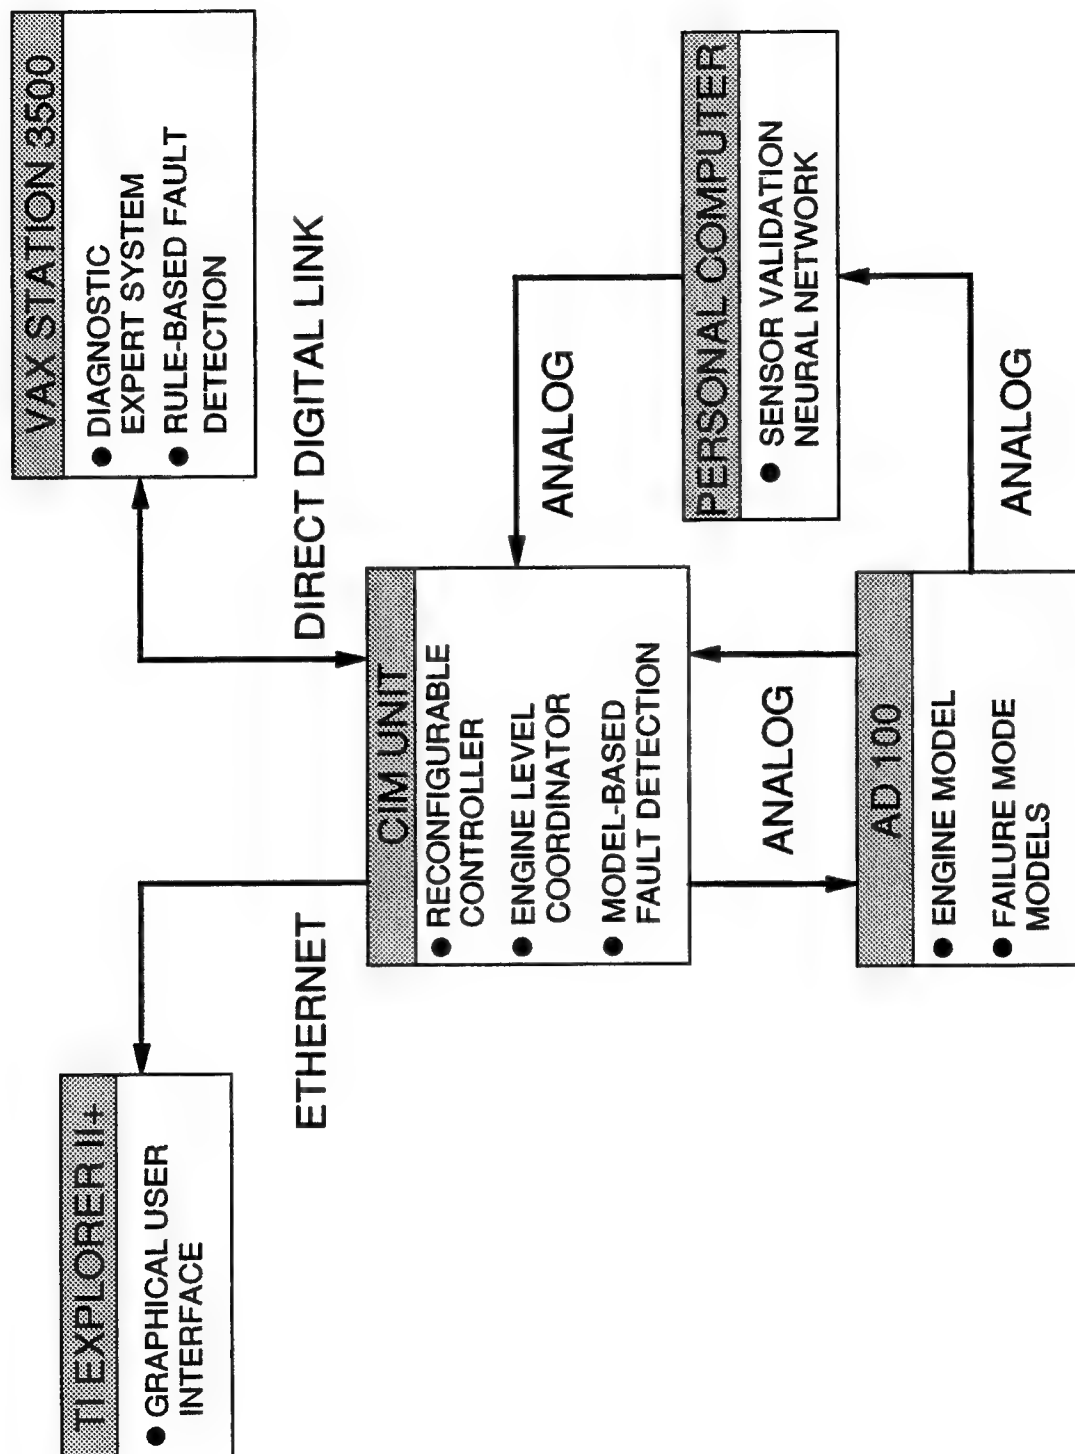 TI EXPLORER II+
● GRAPHICAL USER
INTERFACE
ETHERNET
VAX STATION 3500
● DIAGNOSTIC
EXPERT SYSTEM
● RULE-BASED FAULT
DETECTION
DIRECT DIGITAL LINK
CIM UNIT
● RECONFIGURABLE
CONTROLLER
● ENGINE LEVEL
COORDINATOR
● MODEL-BASED
FAULT DETECTION
ANALOG
PERSONAL COMPUTER
● SENSOR VALIDATION
NEURAL NETWORK
ANALOG
AD 100
● ENGINE MODEL
● FAILURE MODE
MODELS
ANALOG